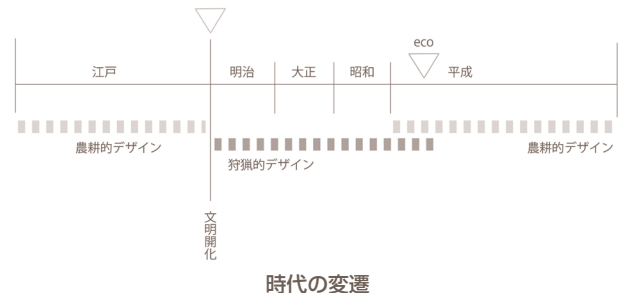 eco
江戸
明治
大正
昭和
平成
農耕的デザイン
狩猟的デザイン
農耕的デザイン
文明開化
時代の変遷